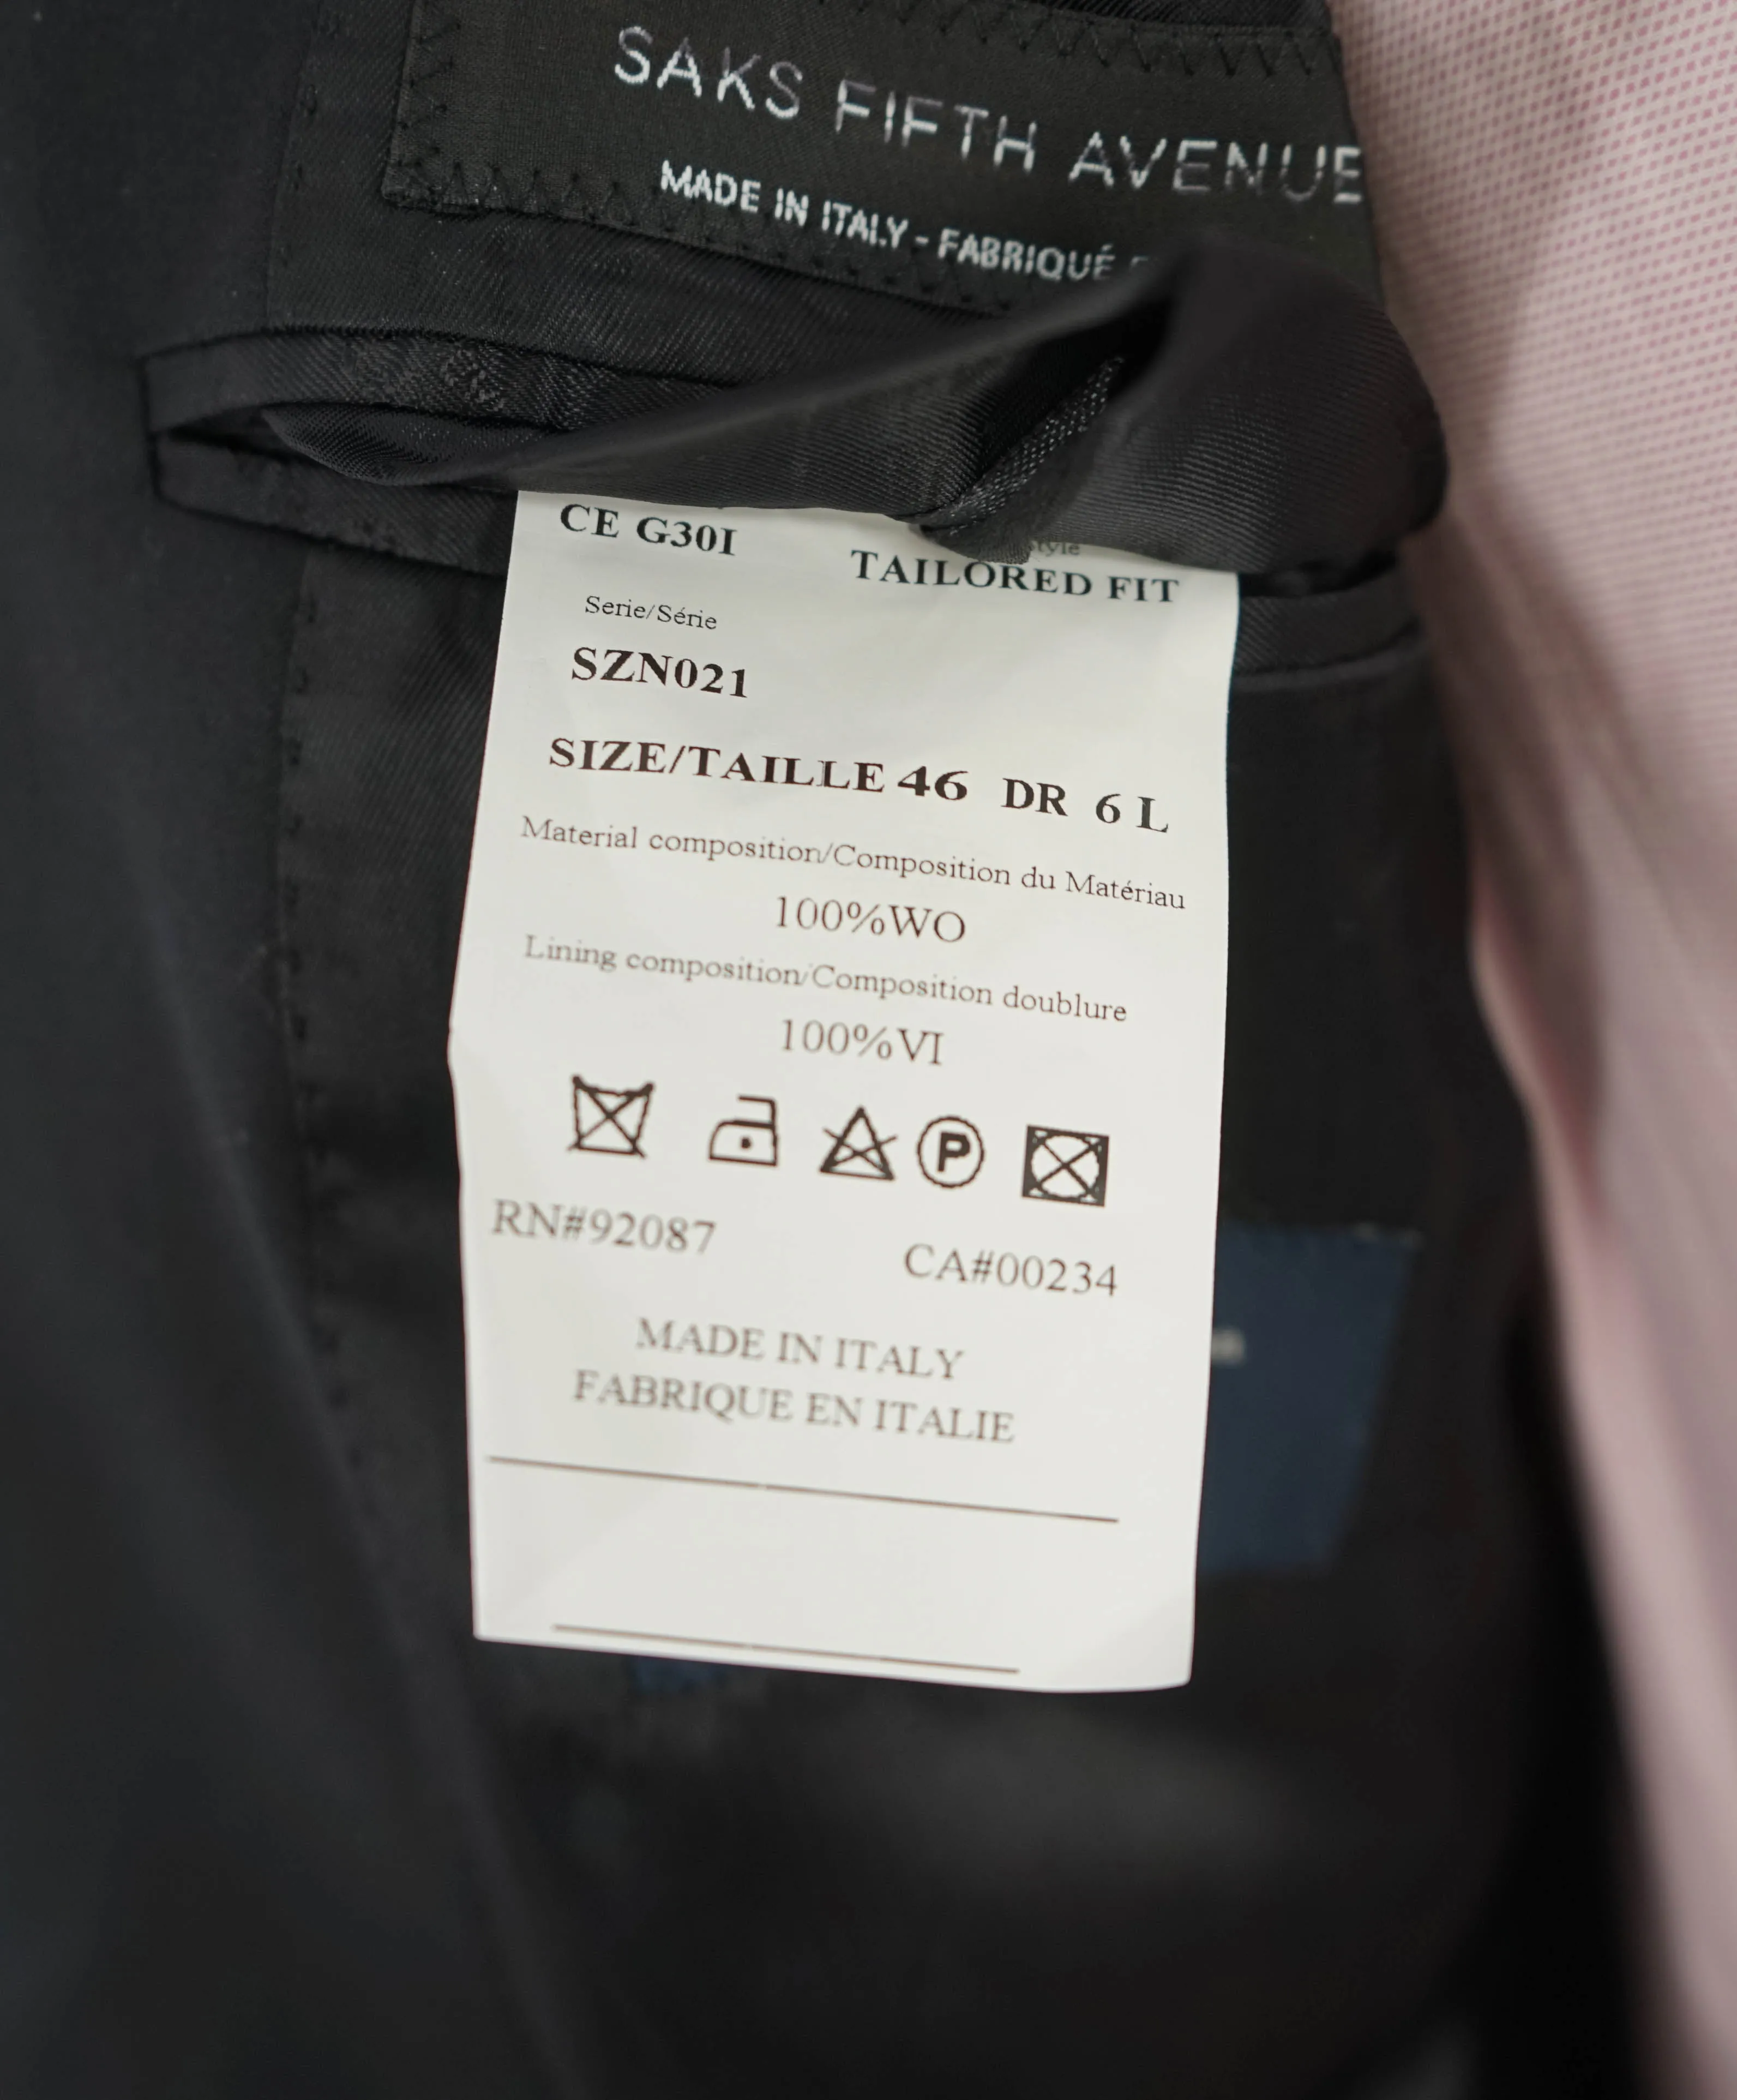 SAKS FIFTH AVENUE
MADE IN ITALY - FABRIQUÉ
CE G30I
TAILORED FIT
Serie/Série
SZN021
SIZE/TAILLE 46 DR 6 L
Material composition/Composition du Matériau
100%WO
Lining composition/Composition doublure
100%VI
P
RN#92087
CA#00234
MADE IN ITALY
FABRIQUE EN ITALIE